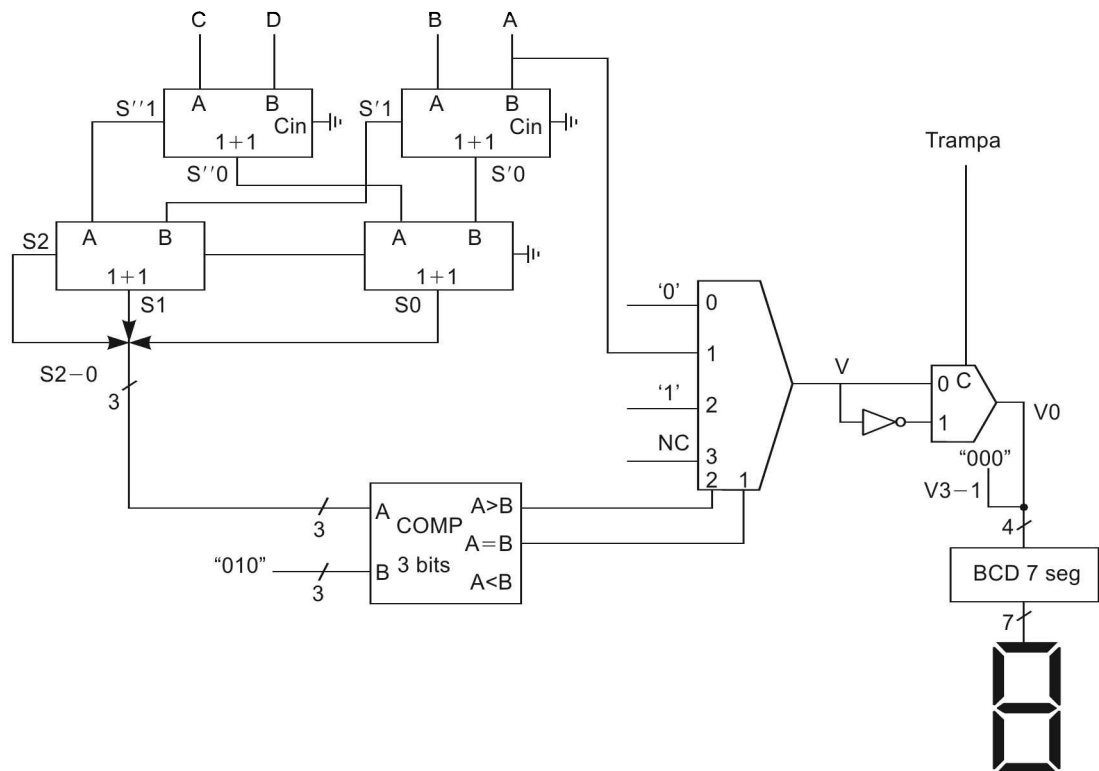 C D B A
A B Cin
1+1
S''1
S''0
A B Cin
1+1
S'1
S'0
Trampa
A B
1+1
S2
S1
A B
1+1
S0
S2−0
3
'0' 0
1
'1' 2
NC 3
2 1
V
0 C
1
V0
"000"
V3−1
4
3
A COMP A>B
A=B
"010" B 3 bits A<B
3
BCD 7 seg
7